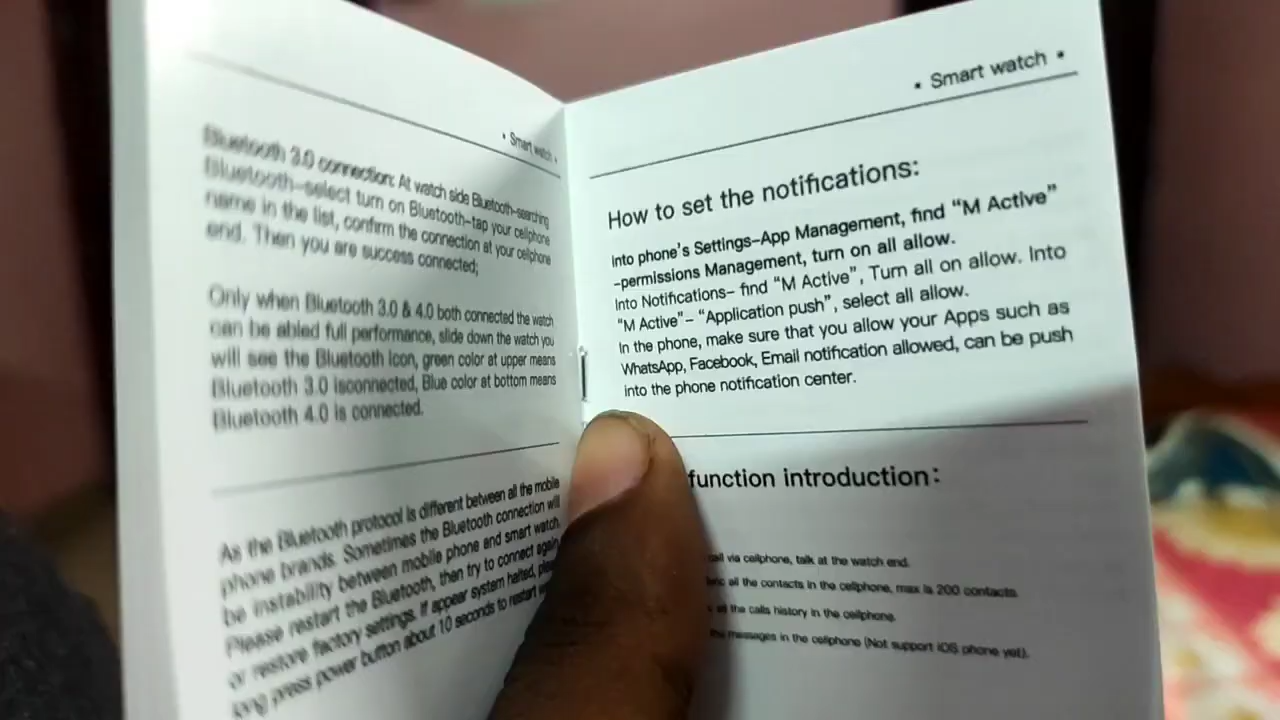 • Smart watch •
Bluetooth 3.0 connection: At watch side Bluetooth-searching
Bluetooth-select turn on Bluetooth-tap your cellphone
name in the list, confirm the connection at your cellphone
end. Then you are success connected;
Only when Bluetooth 3.0 & 4.0 both connected the watch
can be abled full performance, slide down the watch you
will see the Bluetooth icon, green color at upper means
Bluetooth 3.0 isconnected, Blue color at bottom means
Bluetooth 4.0 is connected.
As the Bluetooth protocol is different between all the mobile
phone brands. Sometimes the Bluetooth connection will
be instability between mobile phone and smart watch.
Please restart the Bluetooth, then try to connect again
or restore factory settings. If appear system halted,
long press power button about 10 seconds to restart
• Smart watch •
How to set the notifications:
Into phone's Settings-App Management, find "M Active"
-permissions Management, turn on all allow.
Into Notifications- find "M Active", Turn all on allow. Into
"M Active"- "Application push", select all allow.
In the phone, make sure that you allow your Apps such as
WhatsApp, Facebook, Email notification allowed, can be push
into the phone notification center.
function introduction:
call via cellphone, talk at the watch end.
all the contacts in the cellphone, max is 200 contacts.
all the calls history in the cellphone.
the messages in the cellphone (Not support iOS phone yet).